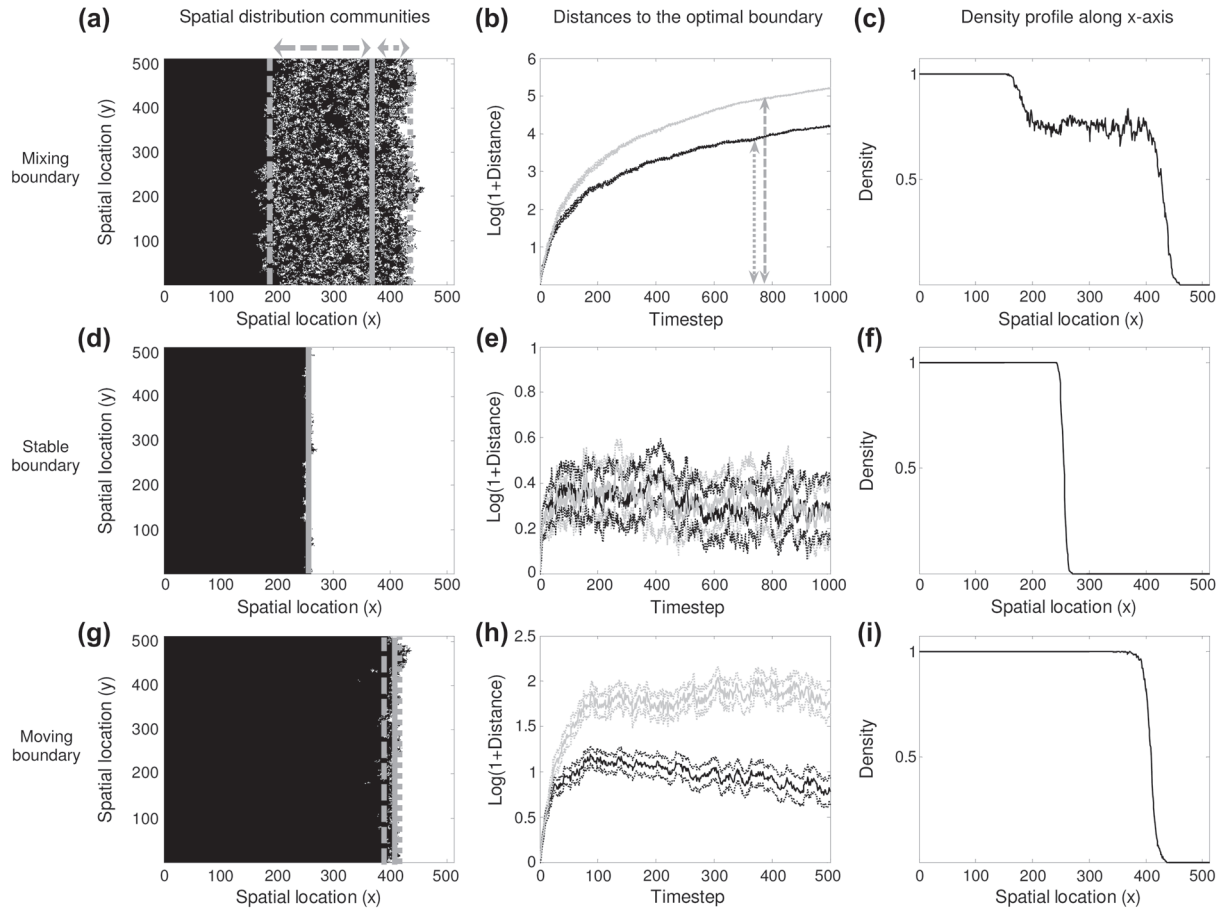 (a) Spatial distribution communities
(b) Distances to the optimal boundary
(c) Density profile along x-axis
Mixing
boundary
Spatial location (y)
500
400
300
200
100
0 100 200 300 400 500
Spatial location (x)
Log(1+Distance)
6
5
4
3
2
1
0 200 400 600 800 1000
Timestep
Density
1
0.5
0 100 200 300 400 500
Spatial location (x)
(d)
(e)
(f)
Stable
boundary
Spatial location (y)
500
400
300
200
100
0 100 200 300 400 500
Spatial location (x)
Log(1+Distance)
1
0.8
0.6
0.4
0.2
0
0 200 400 600 800 1000
Timestep
Density
1
0.5
0 100 200 300 400 500
Spatial location (x)
(g)
(h)
(i)
Moving
boundary
Spatial location (y)
500
400
300
200
100
0 100 200 300 400 500
Spatial location (x)
Log(1+Distance)
2.5
2
1.5
1
0.5
0
0 100 200 300 400 500
Timestep
Density
1
0.5
0 100 200 300 400 500
Spatial location (x)